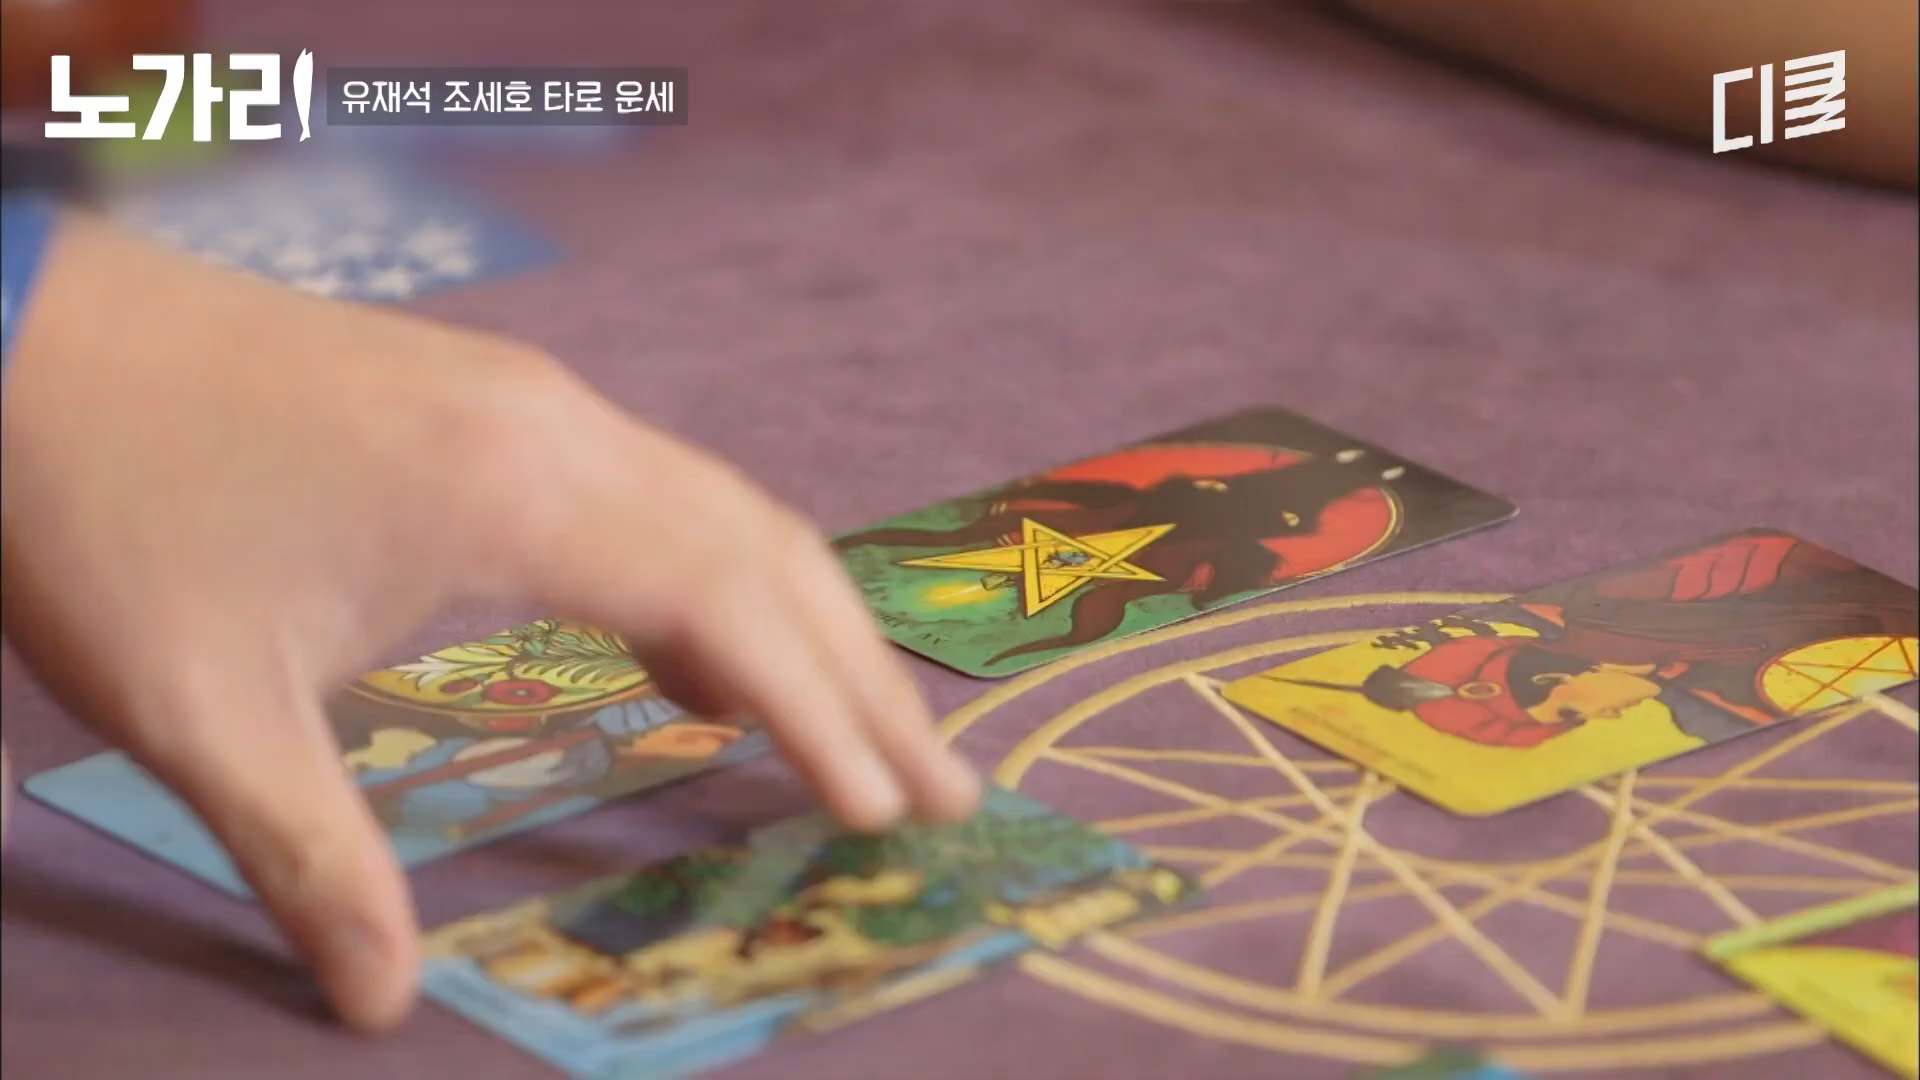 노가리
유재석 조세호 타로 운세
디글